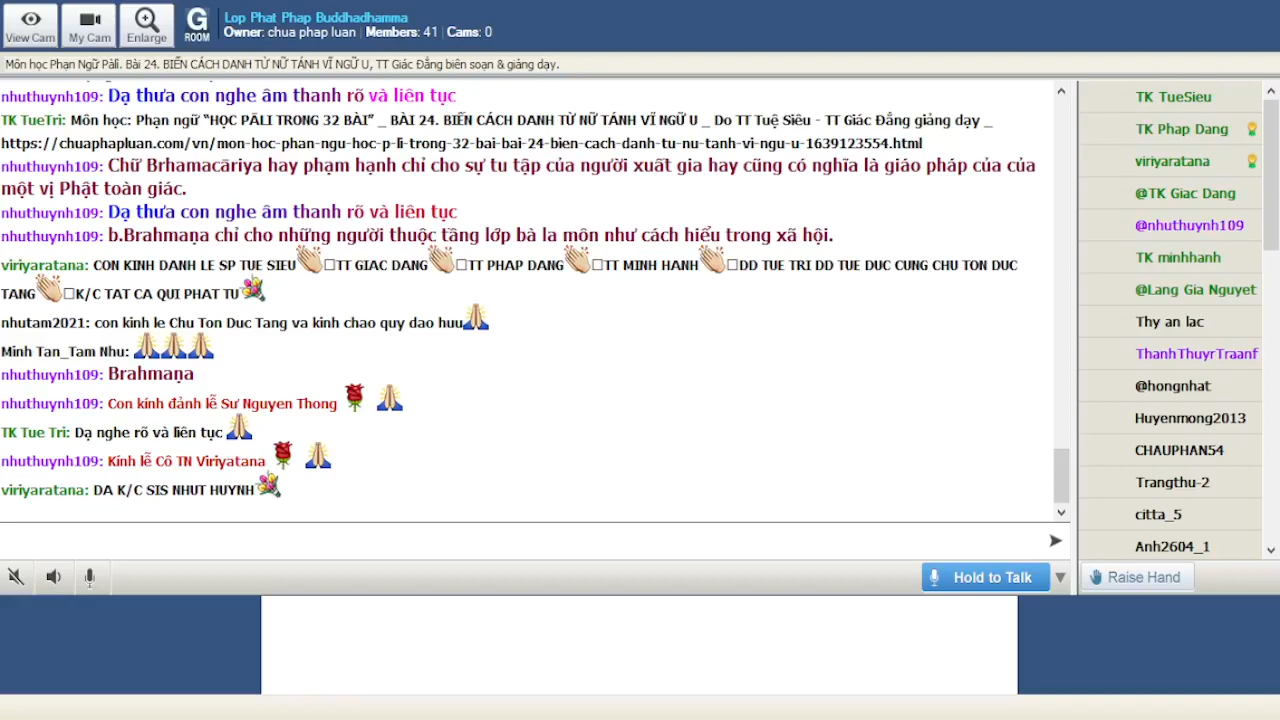 View Cam
My Cam
Enlarge
G
ROOM
Lop Phat Phap Buddhadhamma
Owner: chua phap luan | Members: 41 | Cams: 0
Môn học Phạn Ngữ Pāli. Bài 24. BIẾN CÁCH DANH TỪ NỮ TÁNH VĨ NGỮ U, TT Giác Đẳng biên soạn & giảng dạy.
nhuthuynh109: Dạ thưa con nghe âm thanh rõ và liên tục
TK TueTri: Môn học: Phạn ngữ “HỌC PĀLI TRONG 32 BÀI” _ BÀI 24. BIẾN CÁCH DANH TỪ NỮ TÁNH VĨ NGỮ U _ Do TT Tuệ Siêu - TT Giác Đẳng giảng dạy _
https://chuaphapluan.com/vn/mon-hoc-phan-ngu-hoc-p-li-trong-32-bai-bai-24-bien-cach-danh-tu-nu-tanh-vi-ngu-u-1639123554.html
nhuthuynh109: Chữ Brhamacāriya hay phạm hạnh chỉ cho sự tu tập của người xuất gia hay cũng có nghĩa là giáo pháp của của
một vị Phật toàn giác.
nhuthuynh109: Dạ thưa con nghe âm thanh rõ và liên tục
nhuthuynh109: b.Brahmaṇa chỉ cho những người thuộc tầng lớp bà la môn như cách hiểu trong xã hội.
viriyaratana: CON KINH DANH LE SP TUE SIEU👏□TT GIAC DANG👏□TT PHAP DANG👏□TT MINH HANH👏□DD TUE TRI DD TUE DUC CUNG CHU TON DUC
TANG👏□K/C TAT CA QUI PHAT TU💐
nhutam2021: con kinh le Chu Ton Duc Tang va kinh chao quy dao huu🙏
Minh Tan_Tam Nhu: 🙏🙏🙏
nhuthuynh109: Brahmaṇa
nhuthuynh109: Con kính đảnh lễ Sư Nguyen Thong 🌹 🙏
TK Tue Tri: Dạ nghe rõ và liên tục 🙏
nhuthuynh109: Kính lễ Cô TN Viriyatana 🌹 🙏
viriyaratana: DA K/C SIS NHUT HUYNH💐
Hold to Talk
TK TueSieu
TK Phap Dang
viriyaratana
@TK Giac Dang
@nhuthuynh109
TK minhhanh
@Lang Gia Nguyet
Thy an lac
ThanhThuyrTraanf
@hongnhat
Huyenmong2013
CHAUPHAN54
Trangthu-2
citta_5
Anh2604_1
Raise Hand